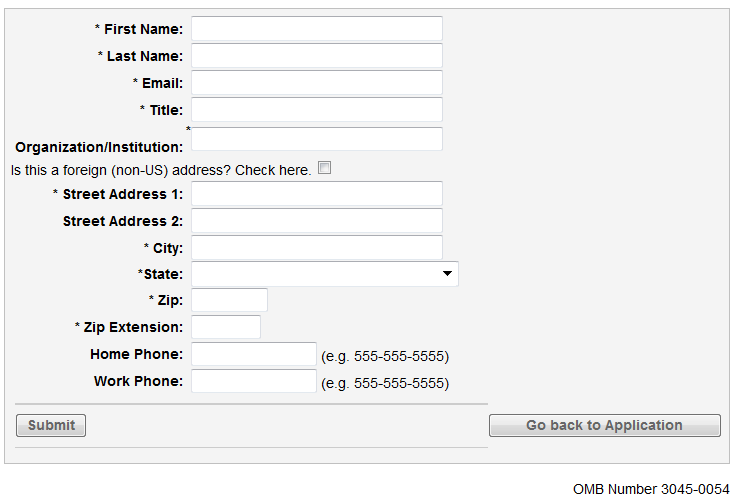 * First Name:
* Last Name:
* Email:
* Title:
*
Organization/Institution:
Is this a foreign (non-US) address? Check here.
* Street Address 1:
Street Address 2:
* City:
*State:
* Zip:
* Zip Extension:
Home Phone: (e.g. 555-555-5555)
Work Phone: (e.g. 555-555-5555)
Submit Go back to Application
OMB Number 3045-0054